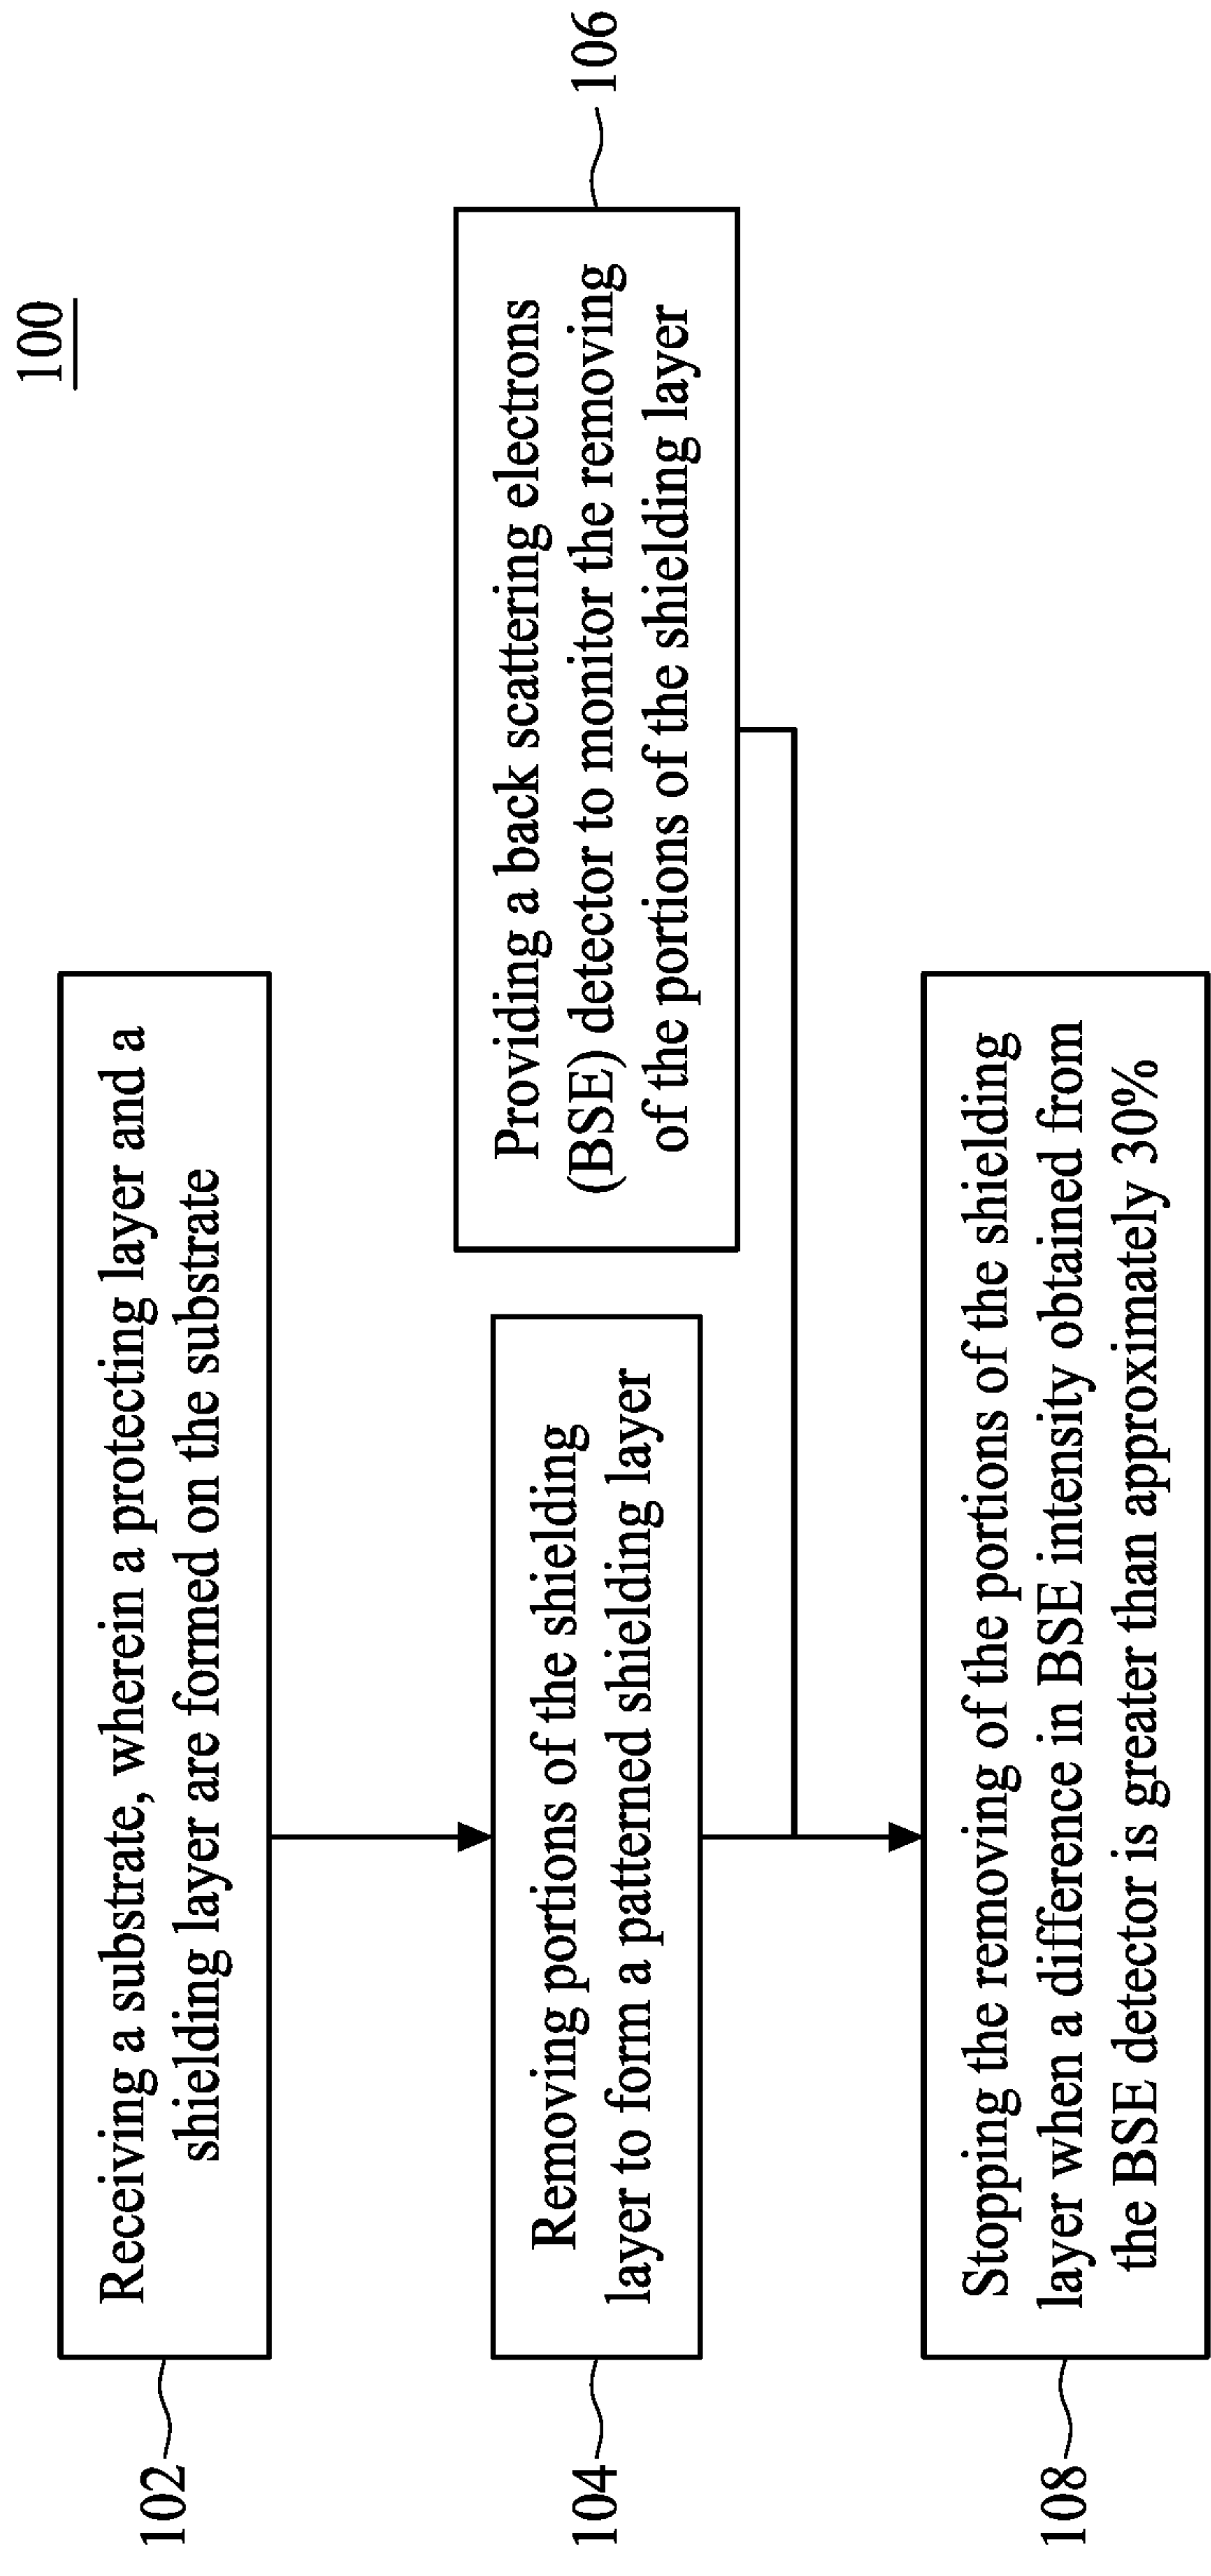 100
102
Receiving a substrate, wherein a protecting layer and a
shielding layer are formed on the substrate
104
Removing portions of the shielding
layer to form a patterned shielding layer
Providing a back scattering electrons
(BSE) detector to monitor the removing
of the portions of the shielding layer
106
108
Stopping the removing of the portions of the shielding
layer when a difference in BSE intensity obtained from
the BSE detector is greater than approximately 30%